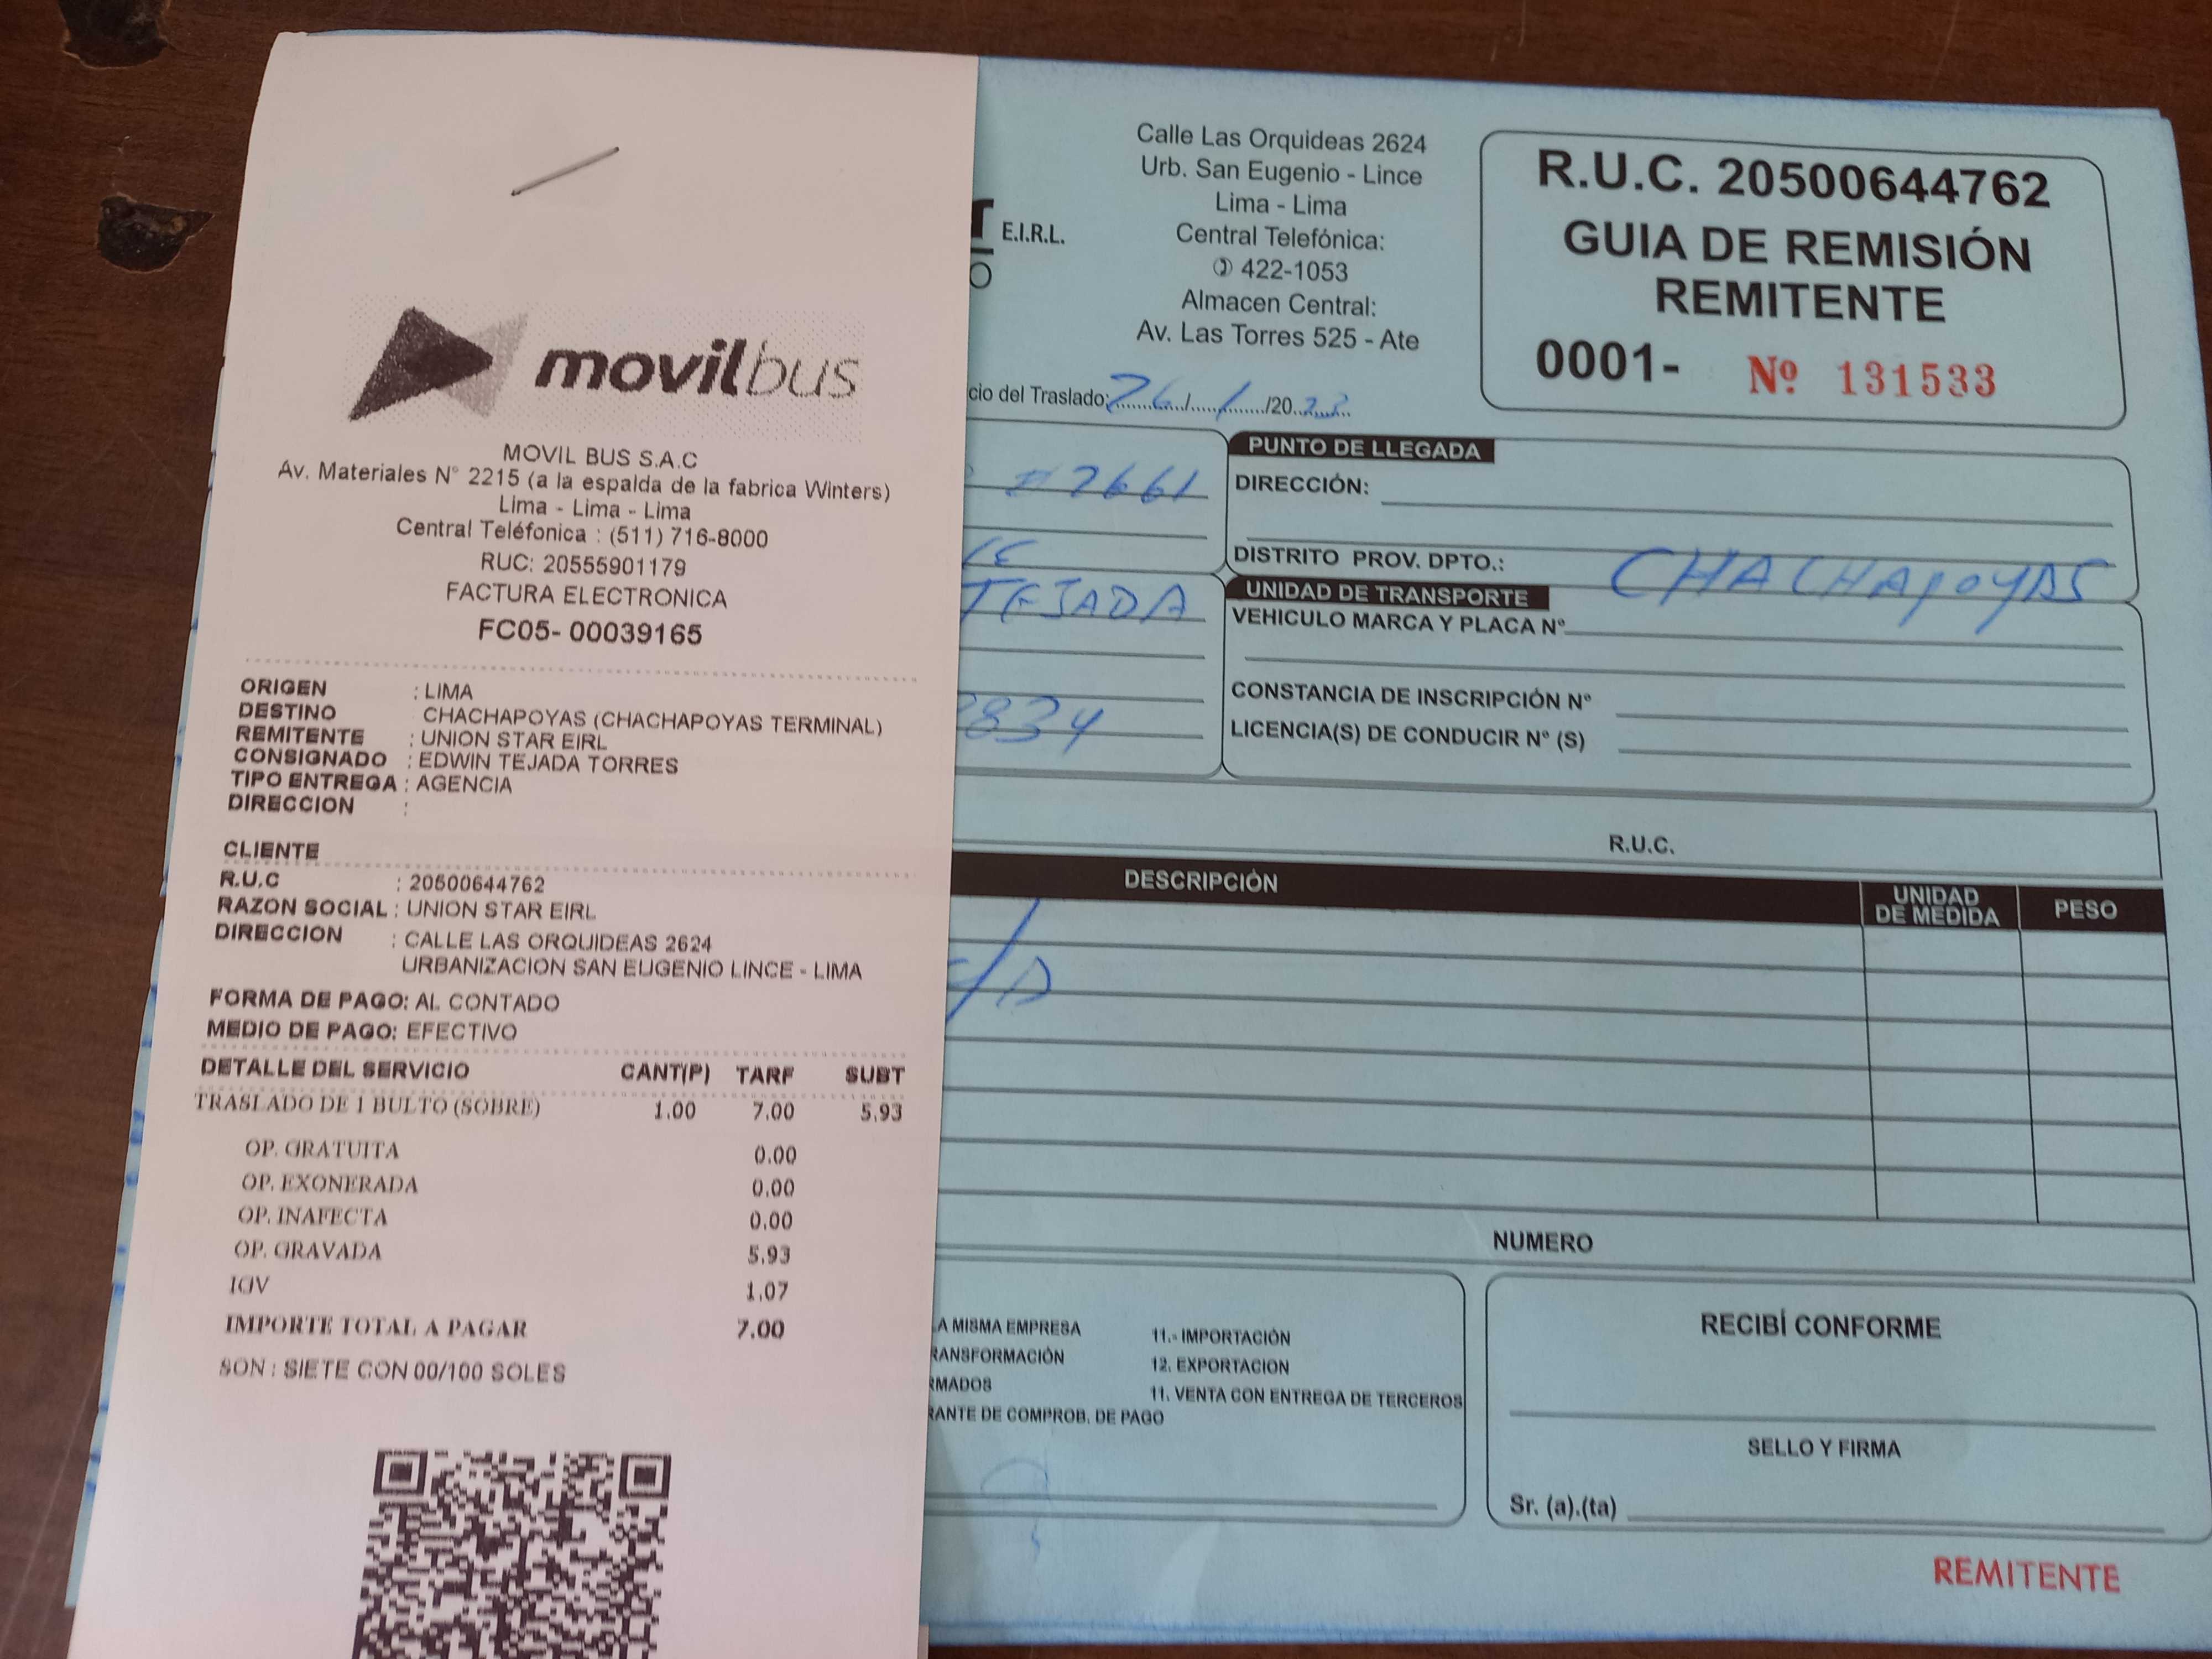 movilbus
MOVIL BUS S.A.C
Av. Materiales N° 2215 (a la espalda de la fabrica Winters)
Lima - Lima - Lima
Central Teléfonica : (511) 716-8000
RUC: 20555901179
FACTURA ELECTRONICA
FC05- 00039165
ORIGEN : LIMA
DESTINO CHACHAPOYAS (CHACHAPOYAS TERMINAL)
REMITENTE : UNION STAR EIRL
CONSIGNADO : EDWIN TEJADA TORRES
TIPO ENTREGA : AGENCIA
DIRECCION :
CLIENTE
R.U.C : 20500644762
RAZON SOCIAL : UNION STAR EIRL
DIRECCION : CALLE LAS ORQUIDEAS 2624
URBANIZACION SAN EUGENIO LINCE - LIMA
FORMA DE PAGO: AL CONTADO
MEDIO DE PAGO: EFECTIVO
DETALLE DEL SERVICIO CANT(P) TARF SUBT
TRASLADO DE 1 BULTO (SOBRE) 1.00 7.00 5.93
OP. GRATUITA 0.00
OP. EXONERADA 0.00
OP. INAFECTA 0.00
OP. GRAVADA 5.93
IGV 1.07
IMPORTE TOTAL A PAGAR 7.00
SON : SIETE CON 00/100 SOLES
E.I.R.L.
Calle Las Orquideas 2624
Urb. San Eugenio - Lince
Lima - Lima
Central Telefónica:
422-1053
Almacen Central:
Av. Las Torres 525 - Ate
R.U.C. 20500644762
GUIA DE REMISIÓN
REMITENTE
0001- Nº 131533
cio del Traslado: 26/1/2023
# 2661
TEJADA
2834
PUNTO DE LLEGADA
DIRECCIÓN:
DISTRITO PROV. DPTO.: CHACHAPOYAS
UNIDAD DE TRANSPORTE
VEHICULO MARCA Y PLACA Nº
CONSTANCIA DE INSCRIPCIÓN Nº
LICENCIA(S) DE CONDUCIR Nº (S)
R.U.C.
DESCRIPCIÓN UNIDAD DE MEDIDA PESO
NUMERO
LA MISMA EMPRESA
RANSFORMACIÓN
RMADOS
RANTE DE COMPROB. DE PAGO
11.- IMPORTACIÓN
12. EXPORTACION
11. VENTA CON ENTREGA DE TERCEROS
RECIBÍ CONFORME
SELLO Y FIRMA
Sr. (a).(ta)
REMITENTE